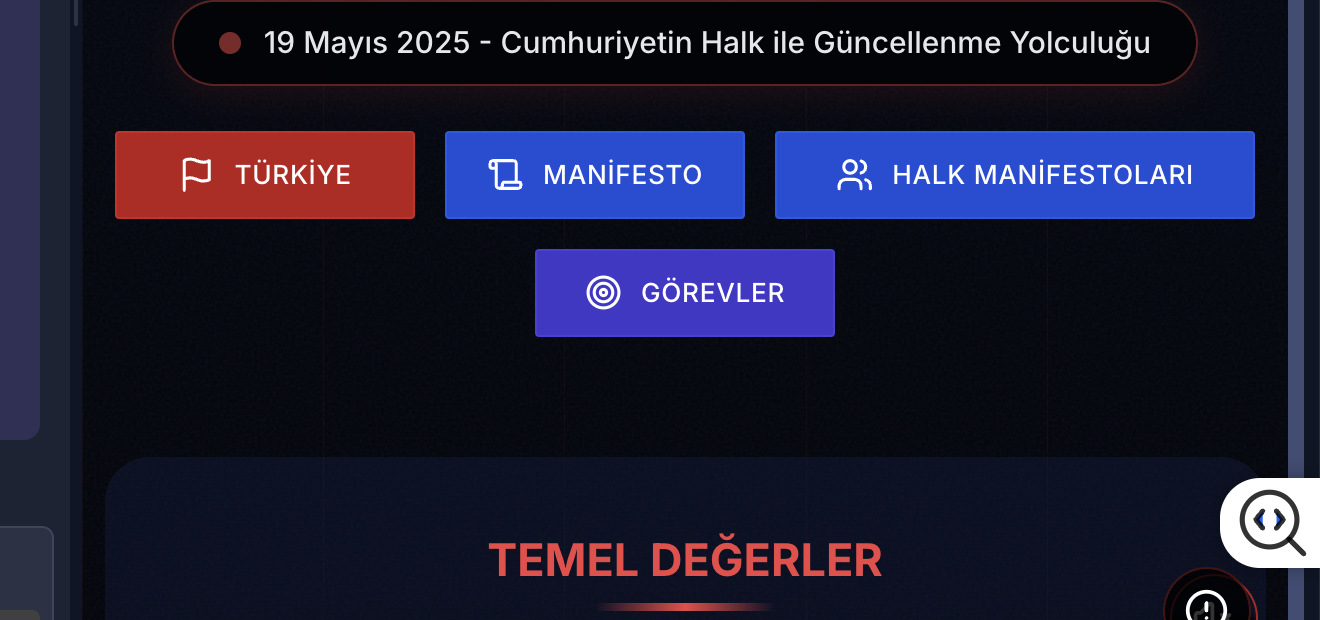 19 Mayıs 2025 - Cumhuriyetin Halk ile Güncellenme Yolculuğu
TÜRKİYE
MANİFESTO
HALK MANİFESTOLARI
GÖREVLER
TEMEL DEĞERLER